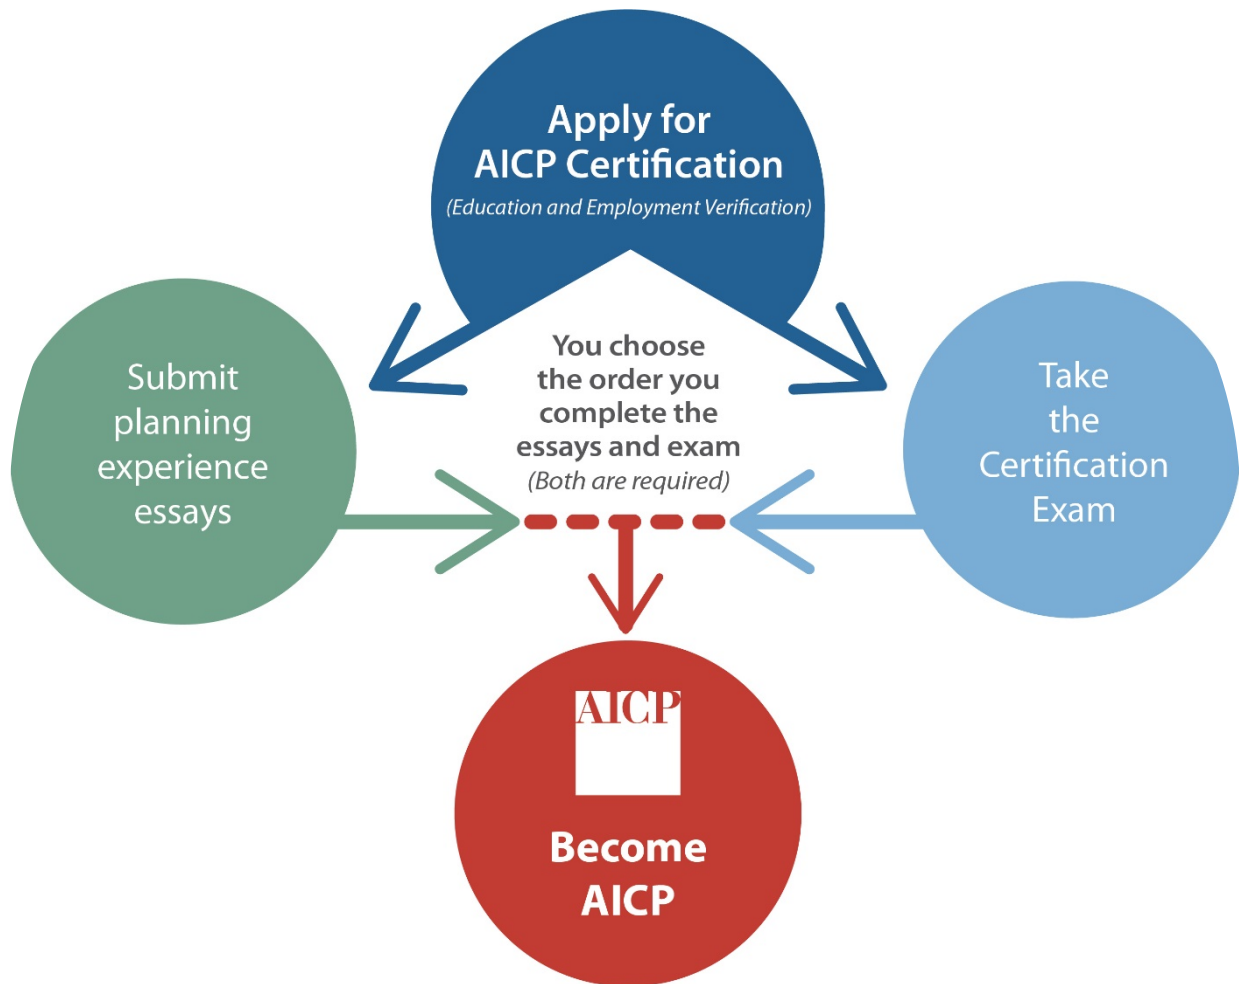 Apply for
AICP Certification
(Education and Employment Verification)
You choose
the order you
complete the
essays and exam
(Both are required)
Submit
planning
experience
essays
Take
the
Certification
Exam
AICP
Become
AICP